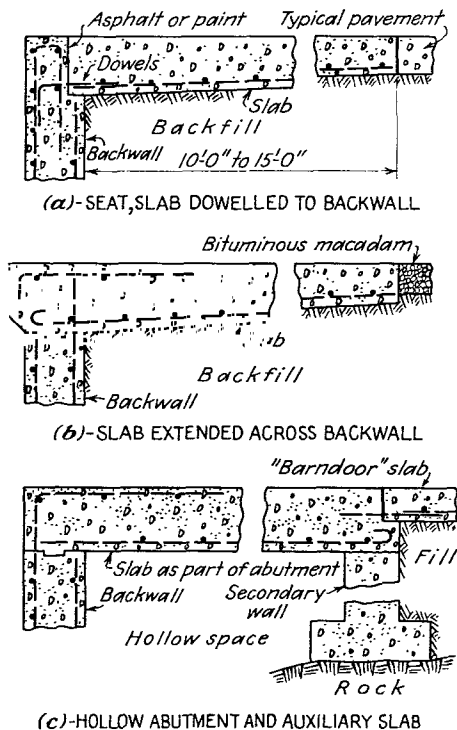 Asphalt or paint
Typical pavement
Dowels
Slab
Backfill
Backwall
10'-0" to 15'-0"
(a)-SEAT, SLAB DOWELLED TO BACKWALL
Bituminous macadam
Backfill
Backwall
(b)-SLAB EXTENDED ACROSS BACKWALL
"Barndoor" slab
Slab as part of abutment
Fill
Backwall
Secondary
wall
Hollow space
Rock
(c)-HOLLOW ABUTMENT AND AUXILIARY SLAB